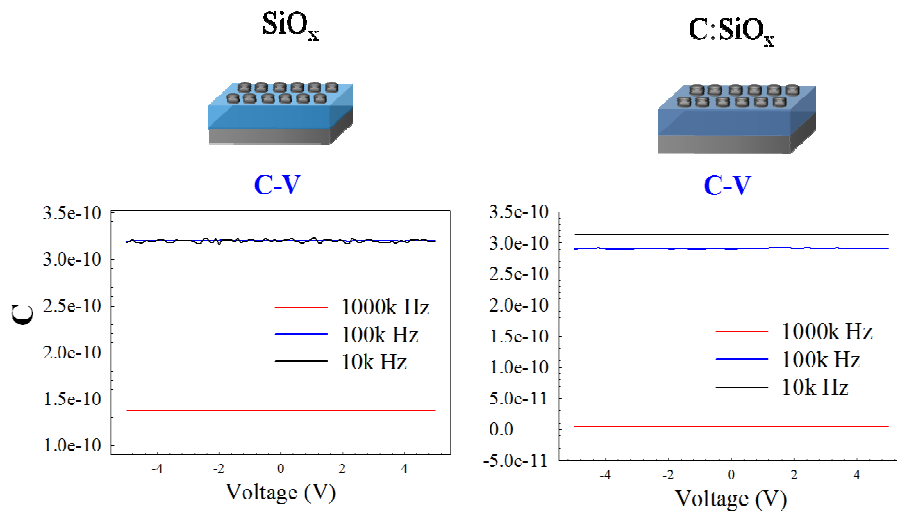 SiOx
C-V
3.5e-10
3.0e-10
2.5e-10
2.0e-10
1.5e-10
1.0e-10
C
1000k Hz
100k Hz
10k Hz
-4 -2 0 2 4
Voltage (V)
C:SiOx
C-V
3.5e-10
3.0e-10
2.5e-10
2.0e-10
1.5e-10
1.0e-10
5.0e-11
0.0
-5.0e-11
1000k Hz
100k Hz
10k Hz
-4 -2 0 2 4
Voltage (V)